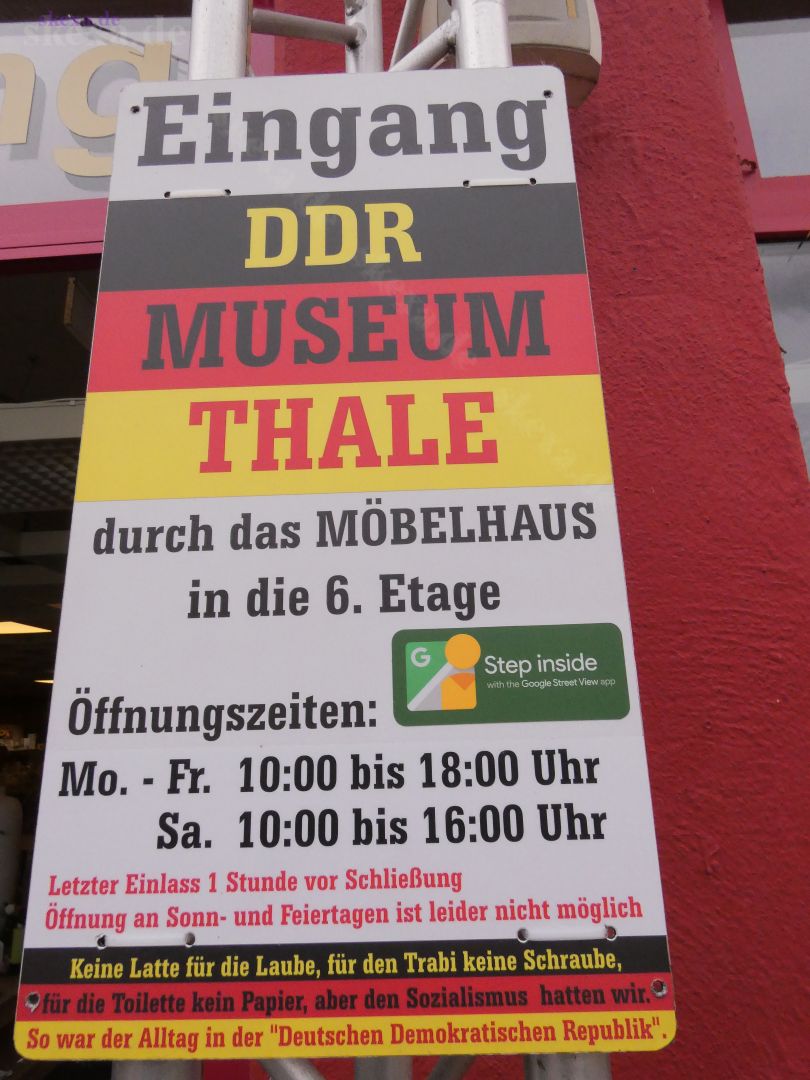 skexa.de
ng
Eingang
DDR
MUSEUM
THALE
durch das MÖBELHAUS
in die 6. Etage
G
Step inside
with the Google Street View app
Öffnungszeiten:
Mo. - Fr. 10:00 bis 18:00 Uhr
Sa. 10:00 bis 16:00 Uhr
Letzter Einlass 1 Stunde vor Schließung
Öffnung an Sonn- und Feiertagen ist leider nicht möglich
Keine Latte für die Laube, für den Trabi keine Schraube,
für die Toilette kein Papier, aber den Sozialismus hatten wir.
So war der Alltag in der "Deutschen Demokratischen Republik".